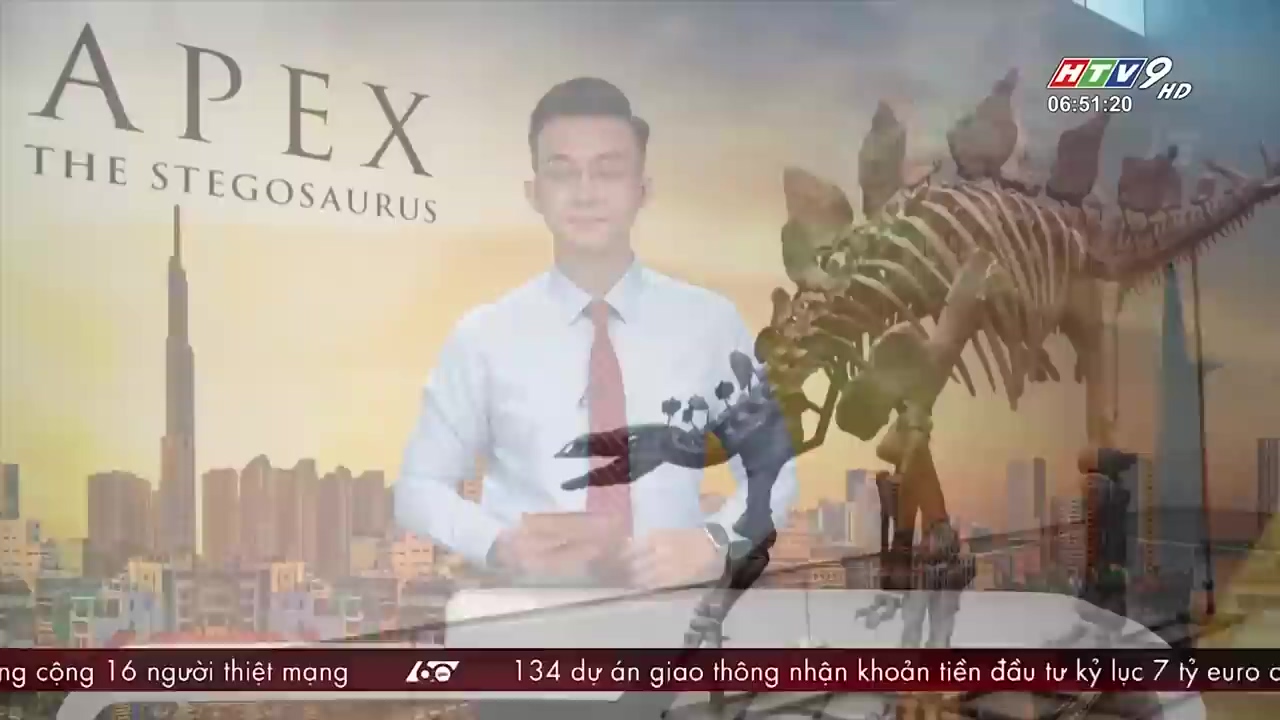 APEX
THE STEGOSAURUS
HTV9 HD
06:51:20
ng cộng 16 người thiệt mạng 60 134 dự án giao thông nhận khoản tiền đầu tư kỷ lục 7 tỷ euro